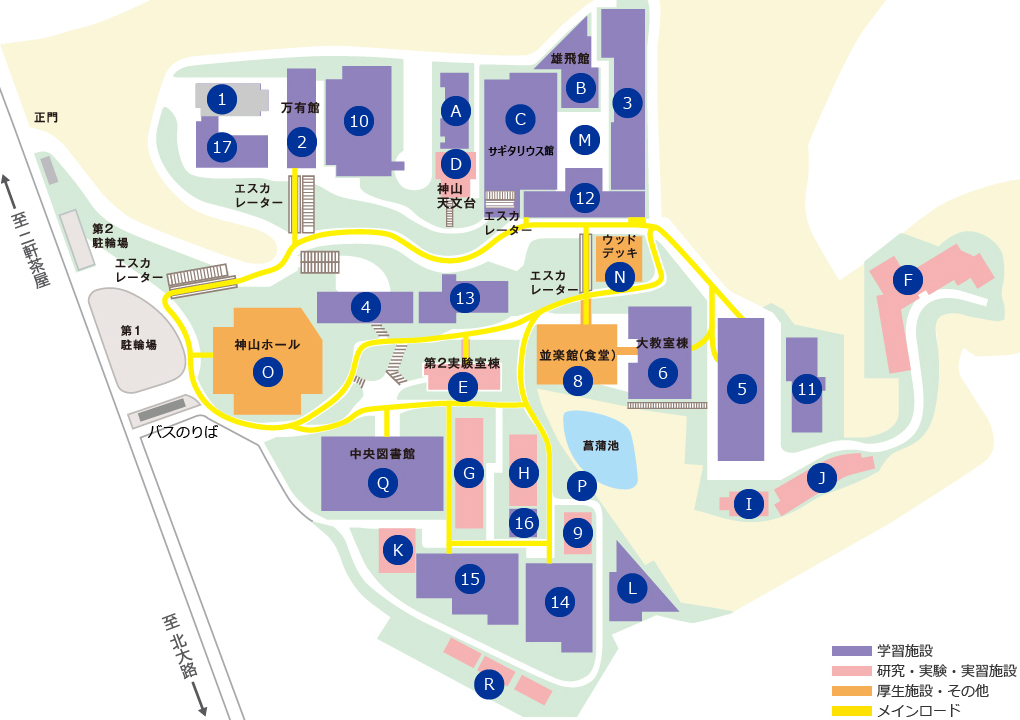 雄飛館
B
3
正門
1
万有館
2
10
A
C
サギタリウス館
M
17
D
神山
天文台
12
エスカ
レーター
エスカ
レーター
第2
駐輪場
エスカ
レーター
ウッド
デッキ
N
エスカ
レーター
F
至 二軒茶屋
4
13
第1
駐輪場
神山ホール
O
第2実験室棟
E
並楽館(食堂)
8
大教室棟
6
5
11
バスのりば
中央図書館
Q
G
H
菖蒲池
P
J
I
16
9
K
15
14
L
至 北大路
R
学習施設
研究・実験・実習施設
厚生施設・その他
メインロード